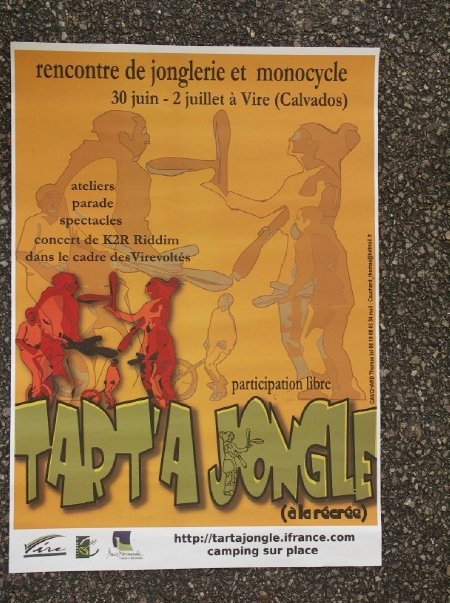 rencontre de jonglerie et monocycle
30 juin - 2 juillet à Vire (Calvados)
ateliers
parade
spectacles
concert de K2R Riddim
dans le cadre desVirevoltés
participation libre
TART'A JONGLE
(à la récrée)
Vire
http://tartajongle.ifrance.com
camping sur place